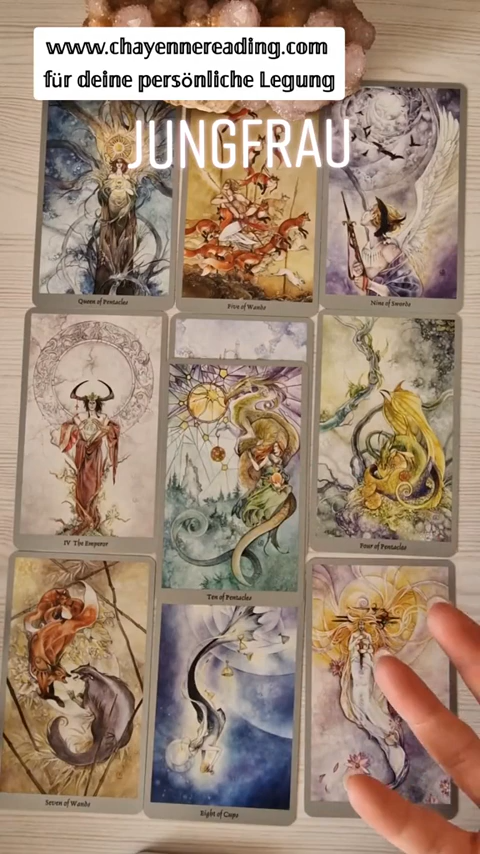 www.chayennereading.com
für deine persönliche Legung
JUNGFRAU
Queen of Pentacles
Five of Wands
Nine of Swords
IV The Emperor
Ten of Pentacles
Four of Pentacles
Seven of Wands
Eight of Cups